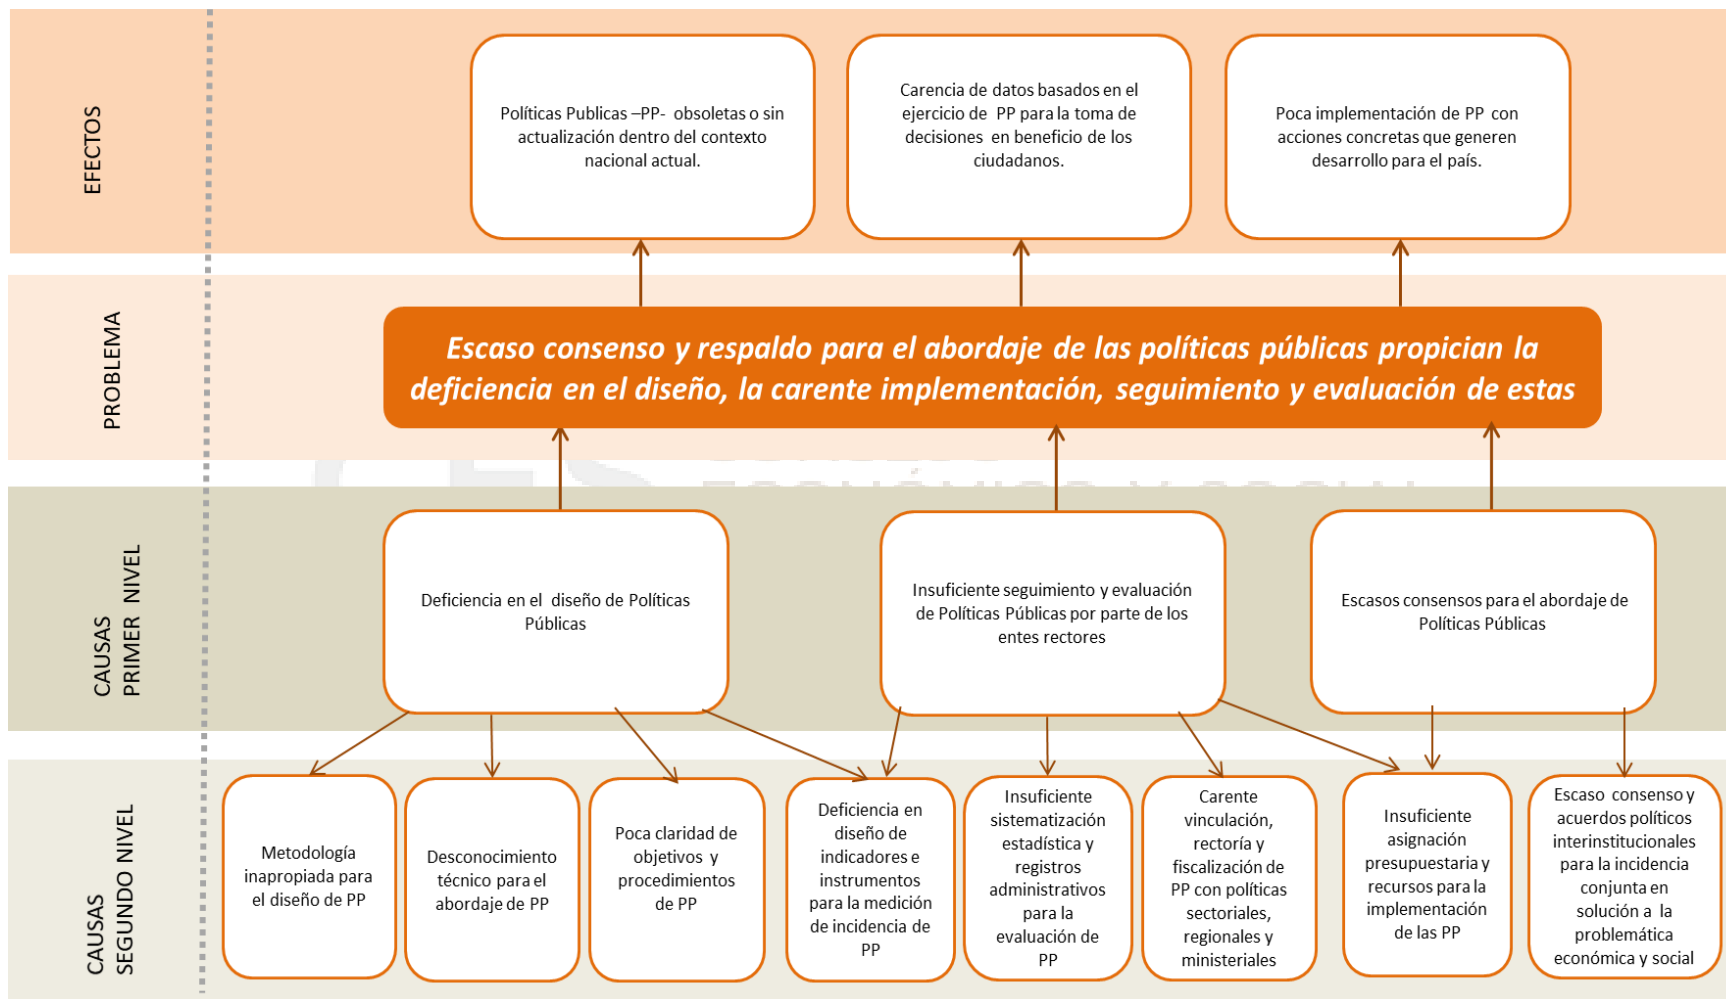 EFECTOS
Políticas Publicas –PP- obsoletas o sin
actualización dentro del contexto
nacional actual.
Carencia de datos basados en el
ejercicio de PP para la toma de
decisiones en beneficio de los
ciudadanos.
Poca implementación de PP con
acciones concretas que generen
desarrollo para el país.
PROBLEMA
Escaso consenso y respaldo para el abordaje de las políticas públicas propician la
deficiencia en el diseño, la carente implementación, seguimiento y evaluación de estas
CAUSAS
PRIMER NIVEL
Deficiencia en el diseño de Políticas
Públicas
Insuficiente seguimiento y evaluación
de Políticas Públicas por parte de los
entes rectores
Escasos consensos para el abordaje de
Políticas Públicas
CAUSAS
SEGUNDO NIVEL
Metodología
inapropiada para
el diseño de PP
Desconocimiento
técnico para el
abordaje de PP
Poca claridad de
objetivos y
procedimientos
de PP
Deficiencia en
diseño de
indicadores e
instrumentos
para la medición
de incidencia de
PP
Insuficiente
sistematización
estadística y
registros
administrativos
para la
evaluación de
PP
Carente
vinculación,
rectoría y
fiscalización de
PP con políticas
sectoriales,
regionales y
ministeriales
Insuficiente
asignación
presupuestaria y
recursos para la
implementación
de las PP
Escaso consenso y
acuerdos políticos
interinstitucionales
para la incidencia
conjunta en
solución a la
problemática
económica y social